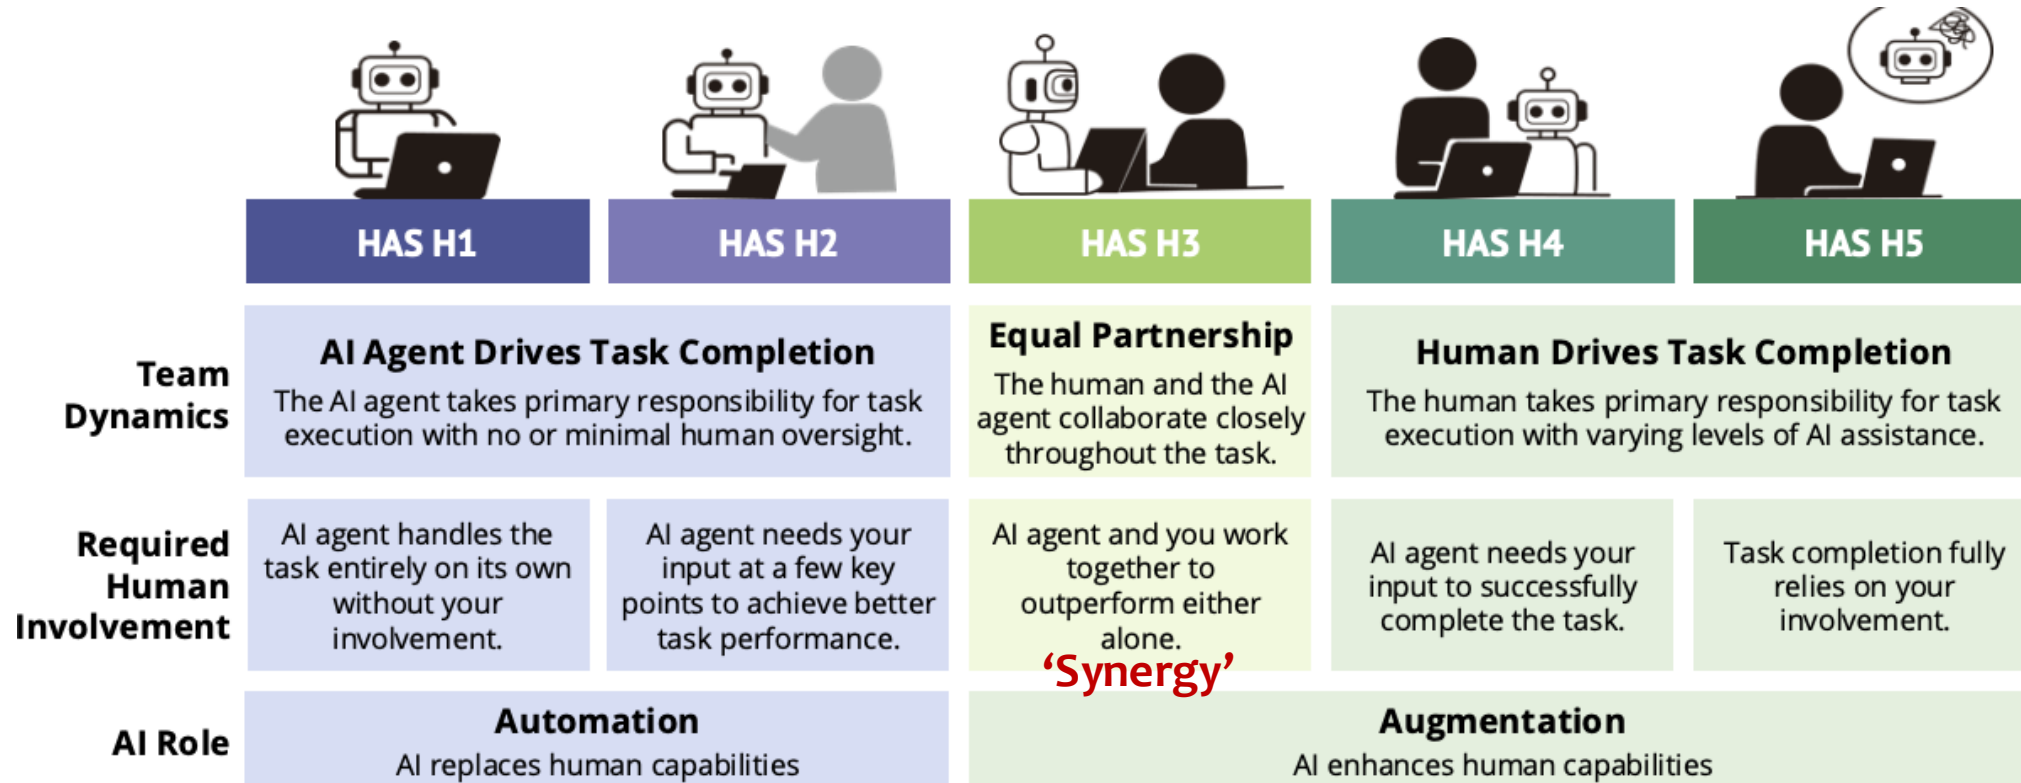 HAS H1
HAS H2
HAS H3
HAS H4
HAS H5
Team
Dynamics
AI Agent Drives Task Completion
The AI agent takes primary responsibility for task
execution with no or minimal human oversight.
Equal Partnership
The human and the AI
agent collaborate closely
throughout the task.
Human Drives Task Completion
The human takes primary responsibility for task
execution with varying levels of AI assistance.
Required
Human
Involvement
AI agent handles the
task entirely on its own
without your
involvement.
AI agent needs your
input at a few key
points to achieve better
task performance.
AI agent and you work
together to
outperform either
alone.
‘Synergy’
AI agent needs your
input to successfully
complete the task.
Task completion fully
relies on your
involvement.
AI Role
Automation
AI replaces human capabilities
Augmentation
AI enhances human capabilities